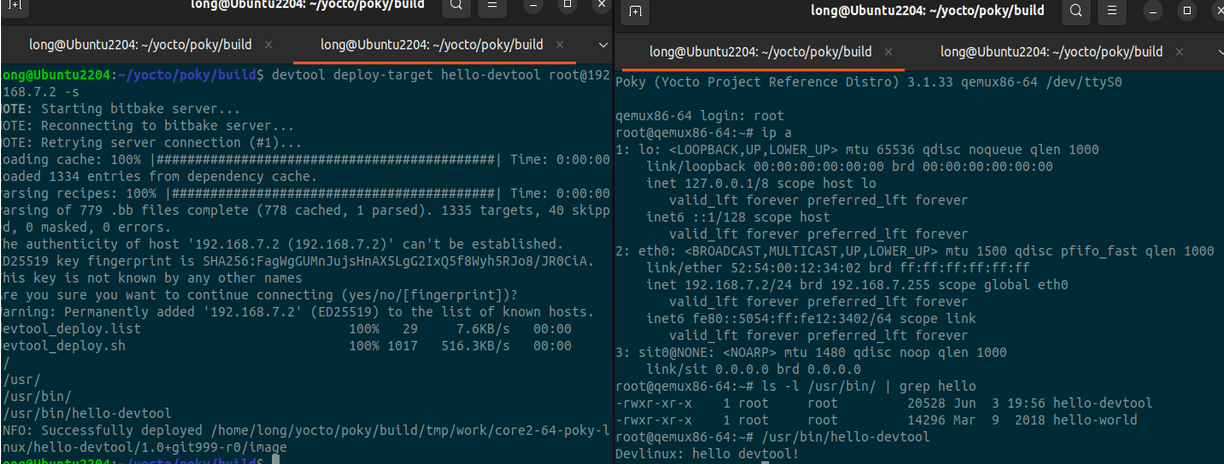 long@Ubuntu2204: ~/yocto/poky/build
long@Ubuntu2204: ~/yocto/poky/build ×
long@Ubuntu2204: ~/yocto/poky/build ×
ong@Ubuntu2204:~/yocto/poky/build$ devtool deploy-target hello-devtool root@192
168.7.2 -s
OTE: Starting bitbake server...
OTE: Reconnecting to bitbake server...
OTE: Retrying server connection (#1)...
oading cache: 100% |############################################| Time: 0:00:00
oaded 1334 entries from dependency cache.
arsing recipes: 100% |##########################################| Time: 0:00:00
arsing of 779 .bb files complete (778 cached, 1 parsed). 1335 targets, 40 skipp
d, 0 masked, 0 errors.
he authenticity of host '192.168.7.2 (192.168.7.2)' can't be established.
D25519 key fingerprint is SHA256:FagWgGUMnJujsHnAX5LgG2IxQ5f8Wyh5RJo8/JR0CiA.
his key is not known by any other names
re you sure you want to continue connecting (yes/no/[fingerprint])?
arning: Permanently added '192.168.7.2' (ED25519) to the list of known hosts.
evtool_deploy.list 100% 29 7.6KB/s 00:00
evtool_deploy.sh 100% 1017 516.3KB/s 00:00
/
/usr/
/usr/bin/
/usr/bin/hello-devtool
NFO: Successfully deployed /home/long/yocto/poky/build/tmp/work/core2-64-poky-l
nux/hello-devtool/1.0+git999-r0/image
ong@Ubuntu2204:~/yocto/poky/build$
long@Ubuntu2204: ~/yocto/poky/build
long@Ubuntu2204: ~/yocto/poky/build ×
long@Ubuntu2204: ~/yocto/poky/build ×
Poky (Yocto Project Reference Distro) 3.1.33 qemux86-64 /dev/ttyS0
qemux86-64 login: root
root@qemux86-64:~# ip a
1: lo: <LOOPBACK,UP,LOWER_UP> mtu 65536 qdisc noqueue qlen 1000
link/loopback 00:00:00:00:00:00 brd 00:00:00:00:00:00
inet 127.0.0.1/8 scope host lo
valid_lft forever preferred_lft forever
inet6 ::1/128 scope host
valid_lft forever preferred_lft forever
2: eth0: <BROADCAST,MULTICAST,UP,LOWER_UP> mtu 1500 qdisc pfifo_fast qlen 1000
link/ether 52:54:00:12:34:02 brd ff:ff:ff:ff:ff:ff
inet 192.168.7.2/24 brd 192.168.7.255 scope global eth0
valid_lft forever preferred_lft forever
inet6 fe80::5054:ff:fe12:3402/64 scope link
valid_lft forever preferred_lft forever
3: sit0@NONE: <NOARP> mtu 1480 qdisc noop qlen 1000
link/sit 0.0.0.0 brd 0.0.0.0
root@qemux86-64:~# ls -l /usr/bin/ | grep hello
-rwxr-xr-x 1 root root 20528 Jun 3 19:56 hello-devtool
-rwxr-xr-x 1 root root 14296 Mar 9 2018 hello-world
root@qemux86-64:~# /usr/bin/hello-devtool
Devlinux: hello devtool!